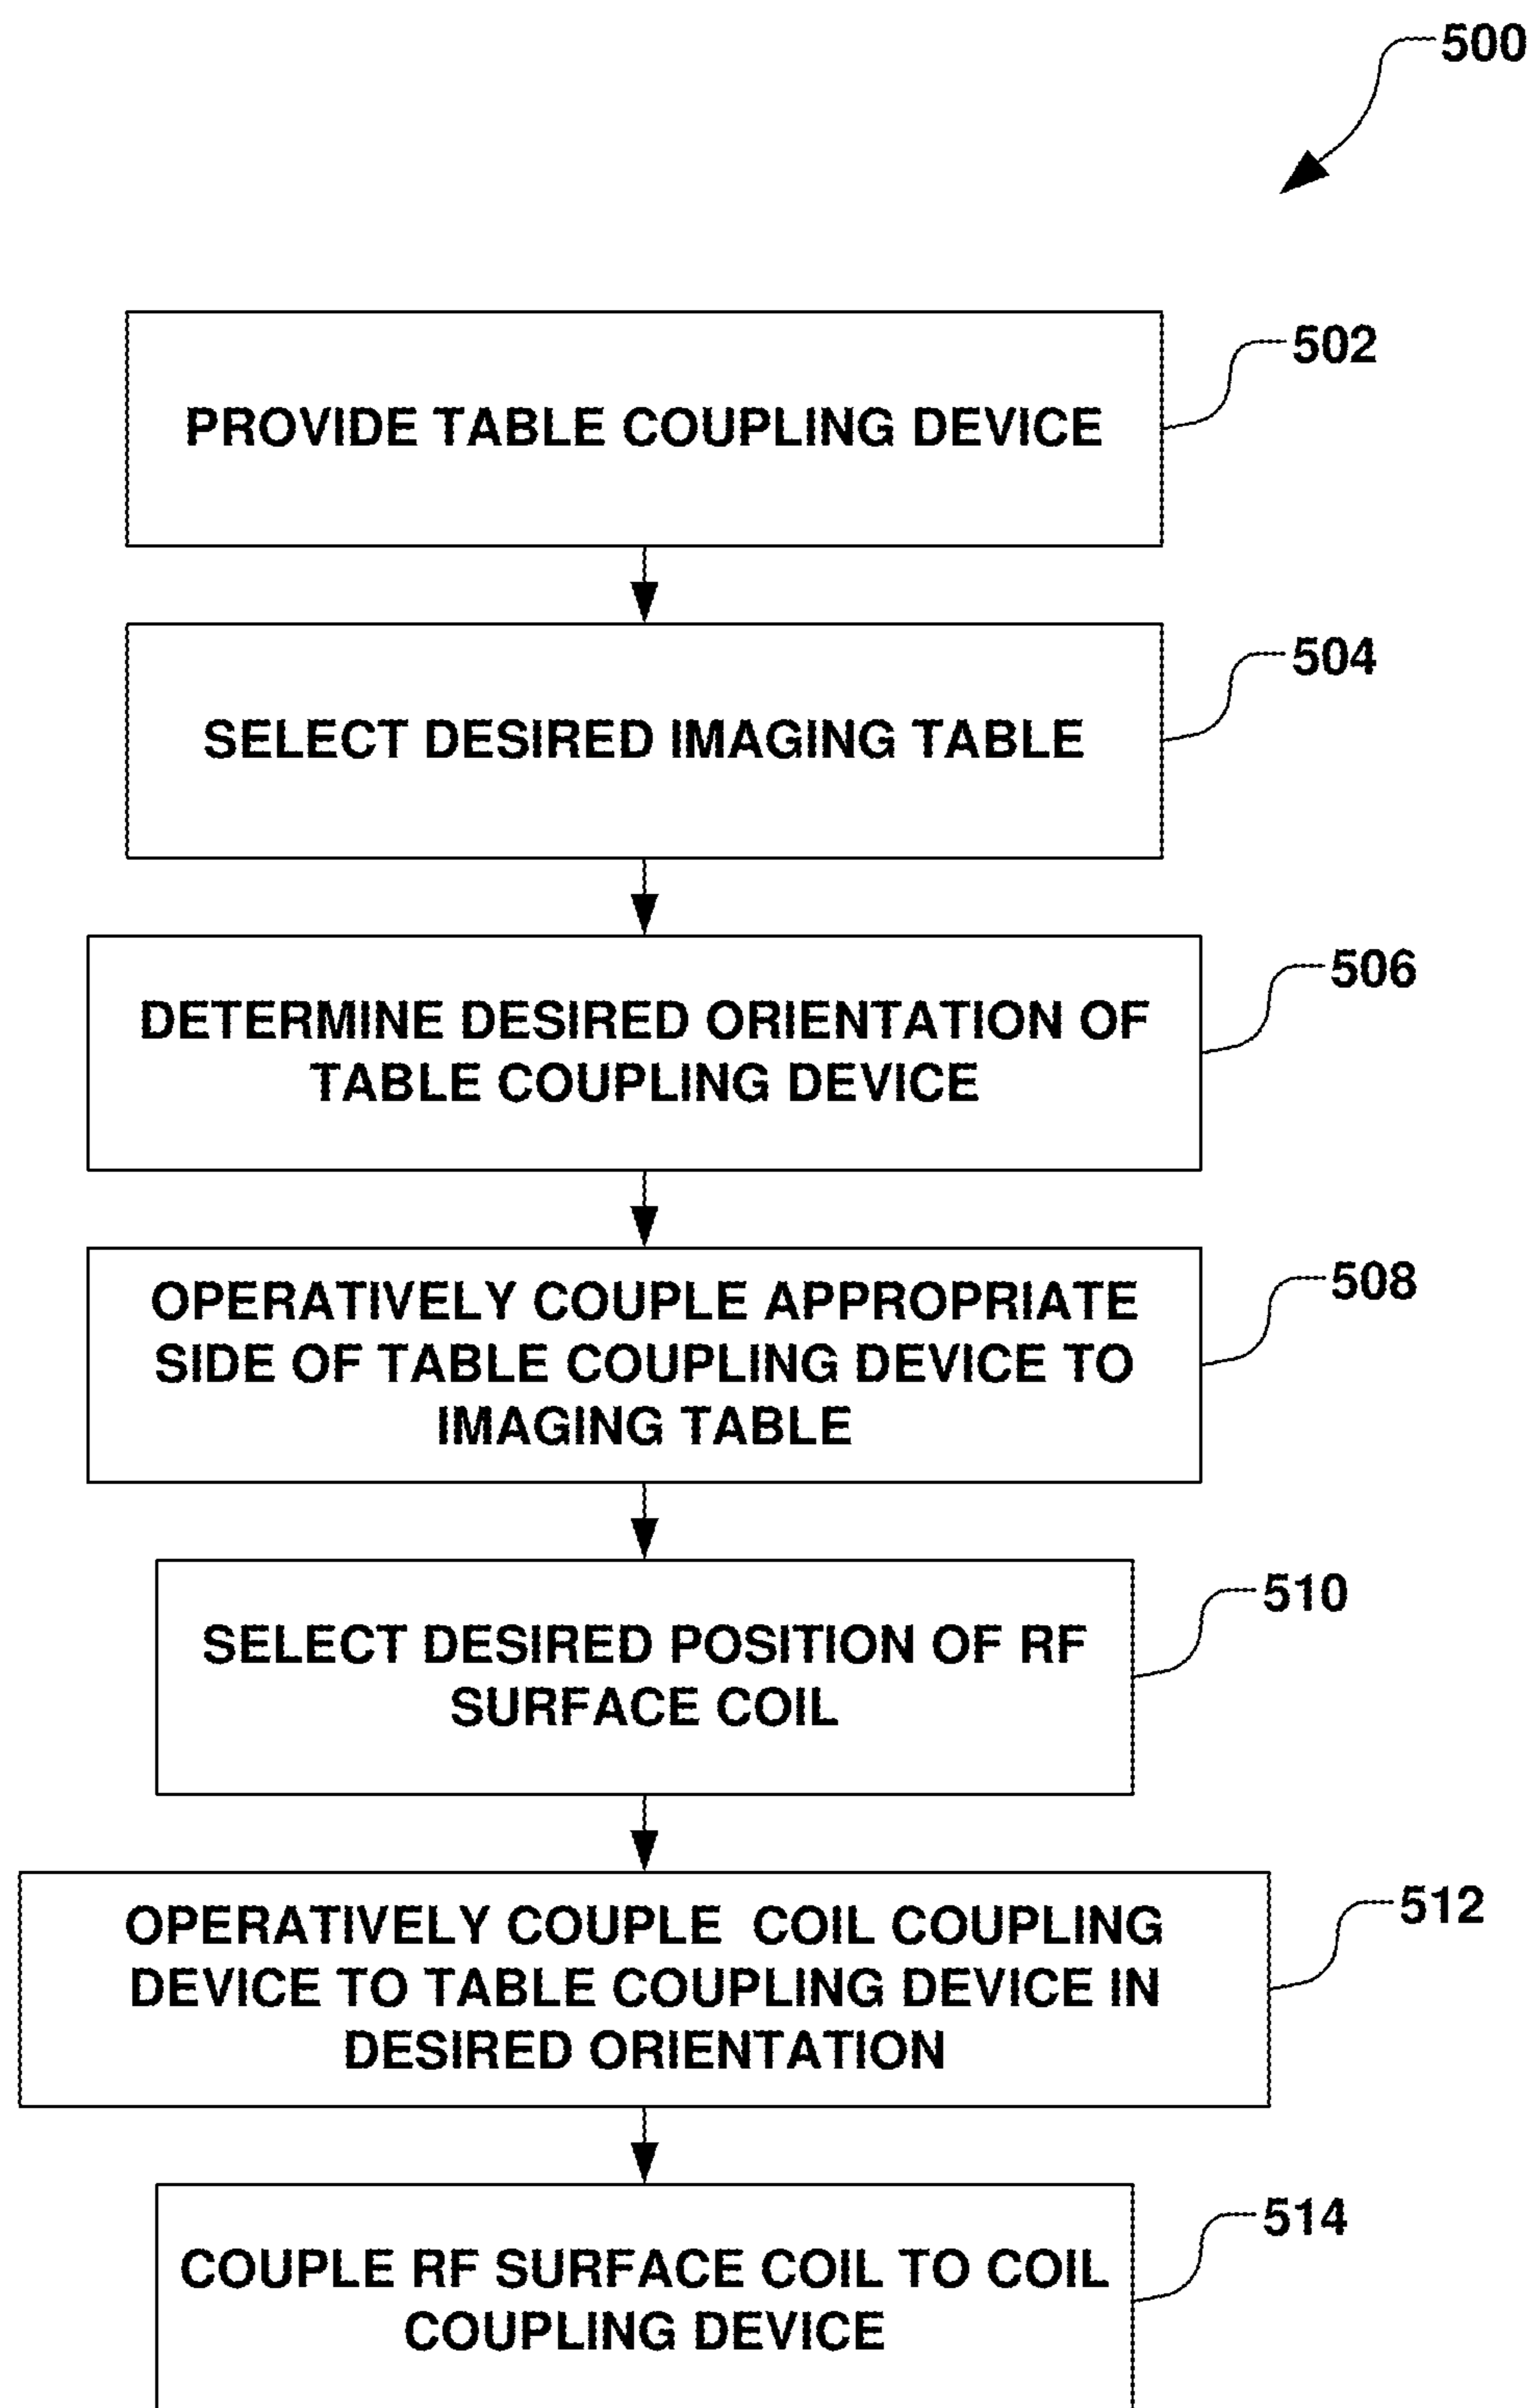 500
PROVIDE TABLE COUPLING DEVICE
502
SELECT DESIRED IMAGING TABLE
504
DETERMINE DESIRED ORIENTATION OF
TABLE COUPLING DEVICE
506
OPERATIVELY COUPLE APPROPRIATE
SIDE OF TABLE COUPLING DEVICE TO
IMAGING TABLE
508
SELECT DESIRED POSITION OF RF
SURFACE COIL
510
OPERATIVELY COUPLE COIL COUPLING
DEVICE TO TABLE COUPLING DEVICE IN
DESIRED ORIENTATION
512
COUPLE RF SURFACE COIL TO COIL
COUPLING DEVICE
514